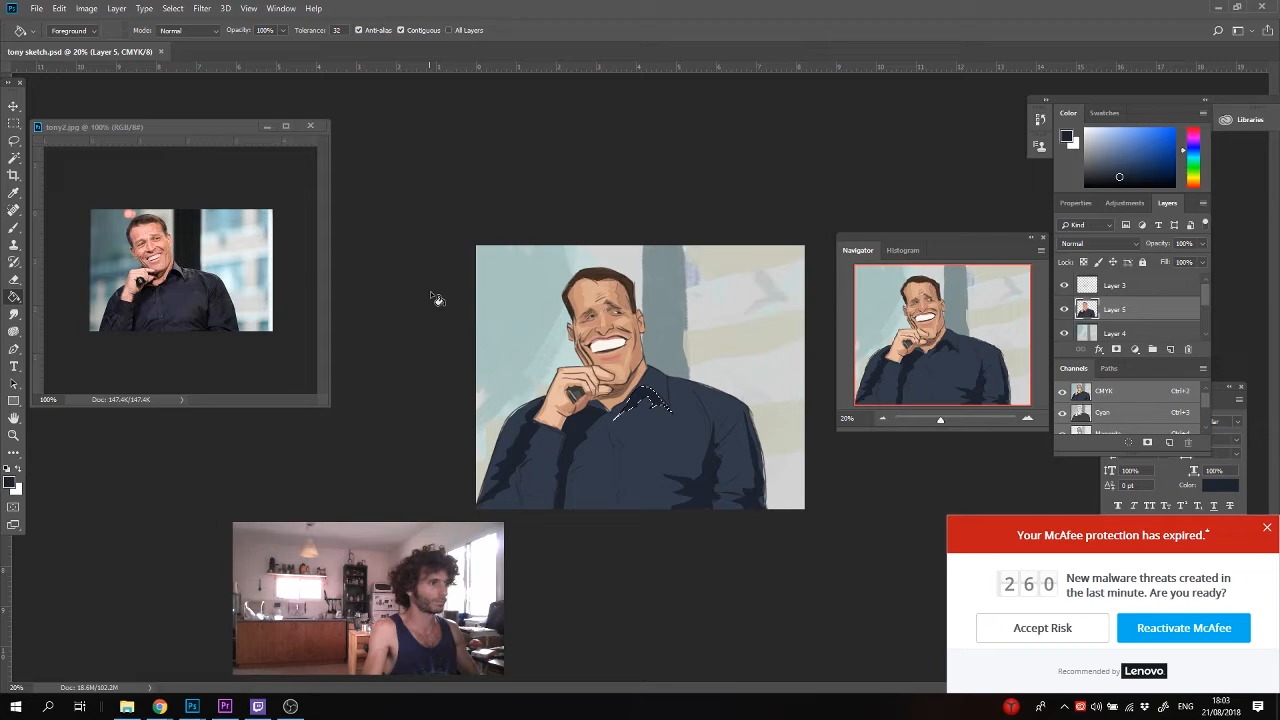 File Edit Image Layer Type Select Filter 3D View Window Help
Foreground Mode: Normal Opacity: 100% Tolerance: 32 Anti-alias Contiguous All Layers
tony sketch.psd @ 20% (Layer 5, CMYK/8)
tony2.jpg @ 100% (RGB/8#)
100% Doc: 147.4K/147.4K
Navigator Histogram
20%
Color Swatches
Libraries
Properties Adjustments Layers
Kind
Normal Opacity: 100%
Lock: Fill: 100%
Layer 3
Layer 5
Layer 4
Channels Paths
CMYK Ctrl+2
Cyan Ctrl+3
100% 100%
0 pt Color:
Your McAfee protection has expired.
260 New malware threats created in
the last minute. Are you ready?
Accept Risk Reactivate McAfee
Recommended by Lenovo
20% Doc: 18.6M/102.2M
ENG 18:03
21/08/2018